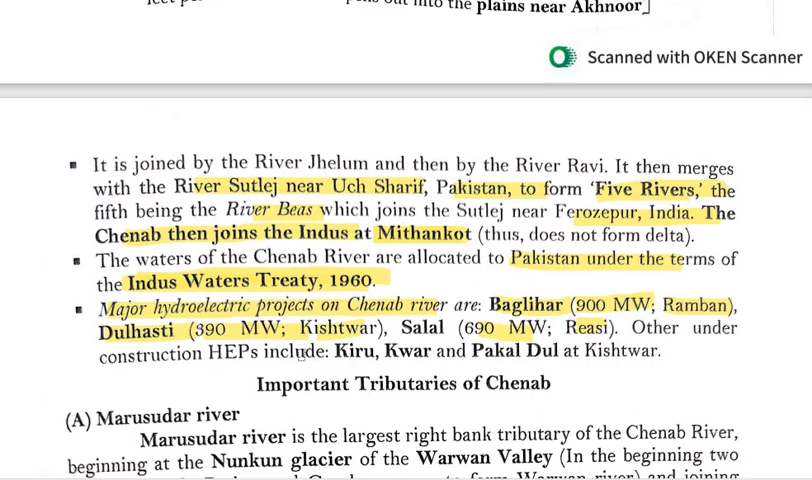 into the plains near Akhnoor]
Scanned with OKEN Scanner
▪ It is joined by the River Jhelum and then by the River Ravi. It then merges
with the River Sutlej near Uch Sharif, Pakistan, to form ‘Five Rivers,’ the
fifth being the River Beas which joins the Sutlej near Ferozepur, India. The
Chenab then joins the Indus at Mithankot (thus, does not form delta).
▪ The waters of the Chenab River are allocated to Pakistan under the terms of
the Indus Waters Treaty, 1960.
▪ Major hydroelectric projects on Chenab river are: Baglihar (900 MW; Ramban),
Dulhasti (390 MW; Kishtwar), Salal (690 MW; Reasi). Other under
construction HEPs include: Kiru, Kwar and Pakal Dul at Kishtwar.
Important Tributaries of Chenab
(A) Marusudar river
Marusudar river is the largest right bank tributary of the Chenab River,
beginning at the Nunkun glacier of the Warwan Valley (In the beginning two
Warwan river) and joining